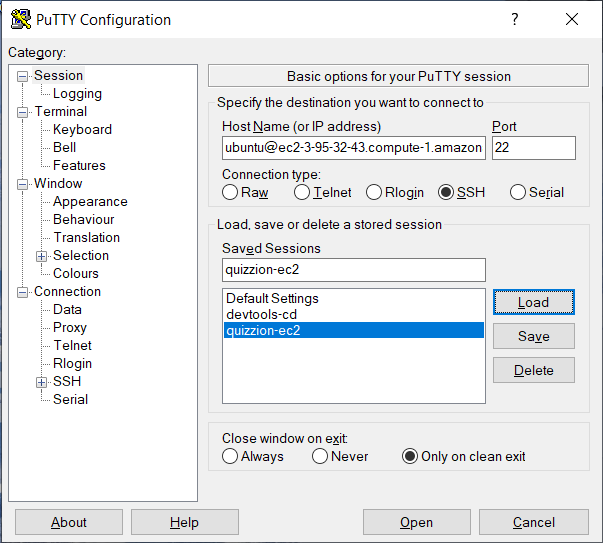 PuTTY Configuration
?
Category:
Session
Logging
Terminal
Keyboard
Bell
Features
Window
Appearance
Behaviour
Translation
Selection
Colours
Connection
Data
Proxy
Telnet
Rlogin
SSH
Serial
Basic options for your PuTTY session
Specify the destination you want to connect to
Host Name (or IP address) Port
ubuntu@ec2-3-95-32-43.compute-1.amazon 22
Connection type:
Raw Telnet Rlogin SSH Serial
Load, save or delete a stored session
Saved Sessions
quizzion-ec2
Default Settings
devtools-cd
quizzion-ec2
Load
Save
Delete
Close window on exit:
Always Never Only on clean exit
About Help Open Cancel